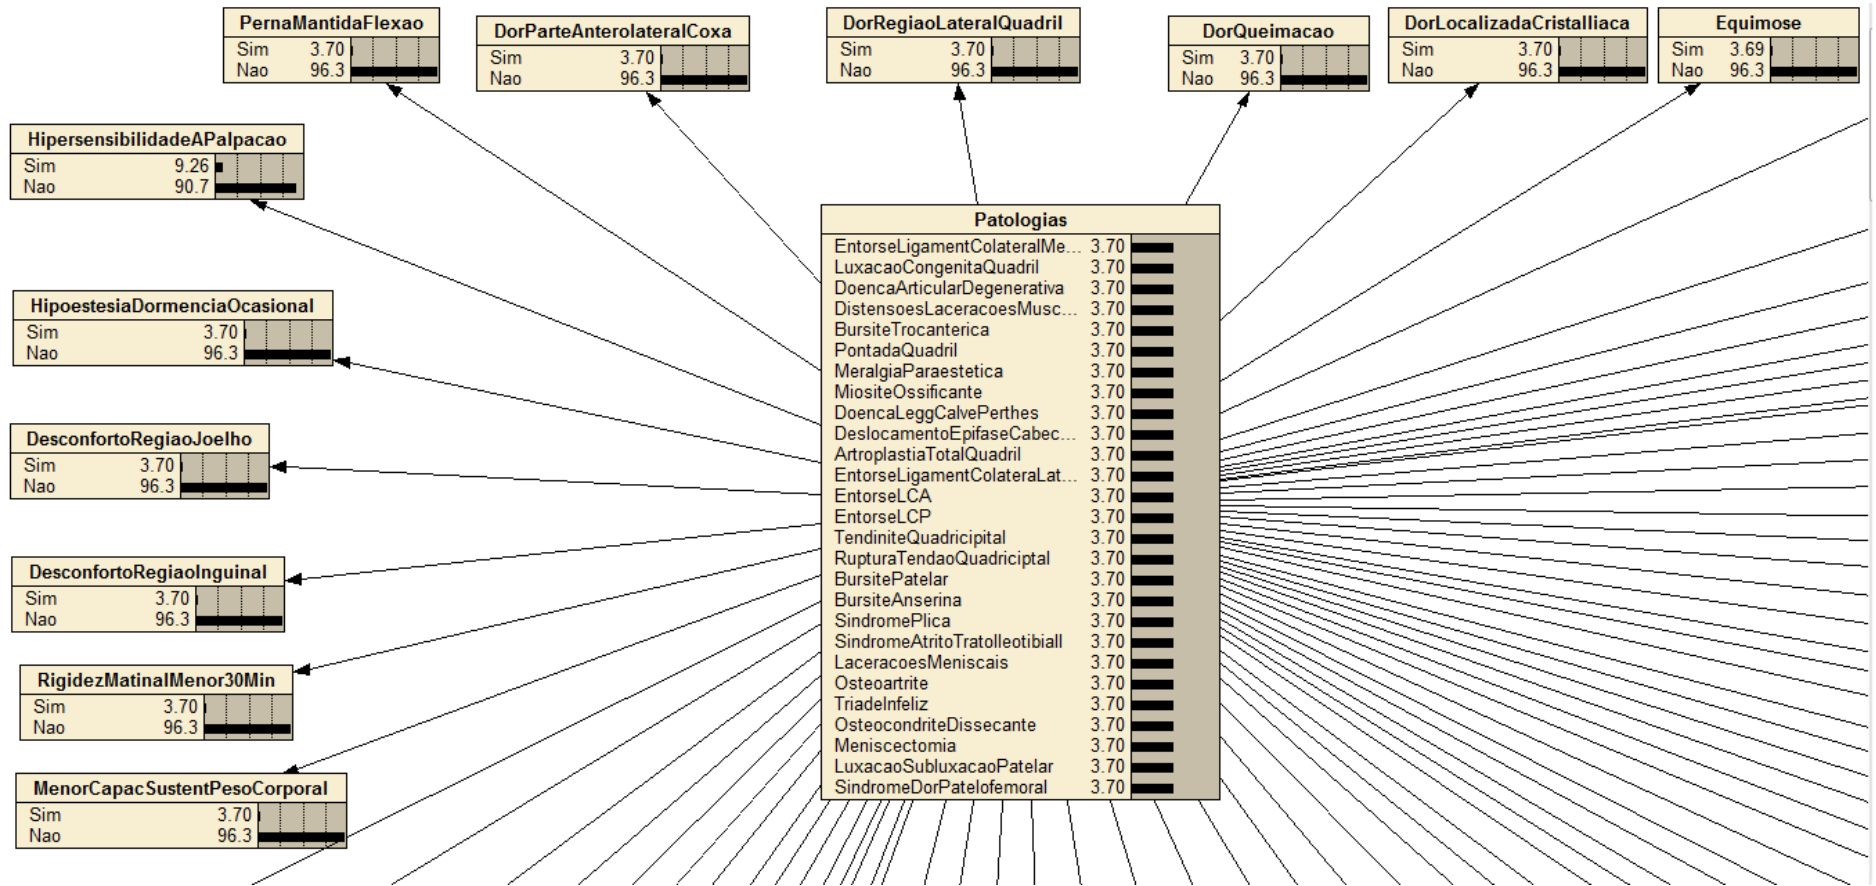 PernaMantidaFlexao
Sim 3.70
Nao 96.3
DorParteAnterolateralCoxa
Sim 3.70
Nao 96.3
DorRegiaoLateralQuadril
Sim 3.70
Nao 96.3
DorQueimacao
Sim 3.70
Nao 96.3
DorLocalizadaCristaIliaca
Sim 3.70
Nao 96.3
Equimose
Sim 3.69
Nao 96.3
HipersensibilidadeAPalpacao
Sim 9.26
Nao 90.7
HipoestesiaDormenciaOcasional
Sim 3.70
Nao 96.3
DesconfortoRegiaoJoelho
Sim 3.70
Nao 96.3
DesconfortoRegiaoInguinal
Sim 3.70
Nao 96.3
RigidezMatinalMenor30Min
Sim 3.70
Nao 96.3
MenorCapacSustentPesoCorporal
Sim 3.70
Nao 96.3
Patologias
EntorseLigamentColateralMe... 3.70
LuxacaoCongenitaQuadril 3.70
DoencaArticularDegenerativa 3.70
DistensoesLaceracoesMusc... 3.70
BursiteTrocanterica 3.70
PontadaQuadril 3.70
MeralgiaParaestetica 3.70
MiositeOssificante 3.70
DoencaLeggCalvePerthes 3.70
DeslocamentoEpifaseCabec... 3.70
ArtroplastiaTotalQuadril 3.70
EntorseLigamentColateraLat... 3.70
EntorseLCA 3.70
EntorseLCP 3.70
TendiniteQuadricipital 3.70
RupturaTendaoQuadriciptal 3.70
BursitePatelar 3.70
BursiteAnserina 3.70
SindromePlica 3.70
SindromeAtritoTratoIleotibiall 3.70
LaceracoesMeniscais 3.70
Osteoartrite 3.70
TriadeInfeliz 3.70
OsteocondriteDissecante 3.70
Meniscectomia 3.70
LuxacaoSubluxacaoPatelar 3.70
SindromeDorPatelofemoral 3.70